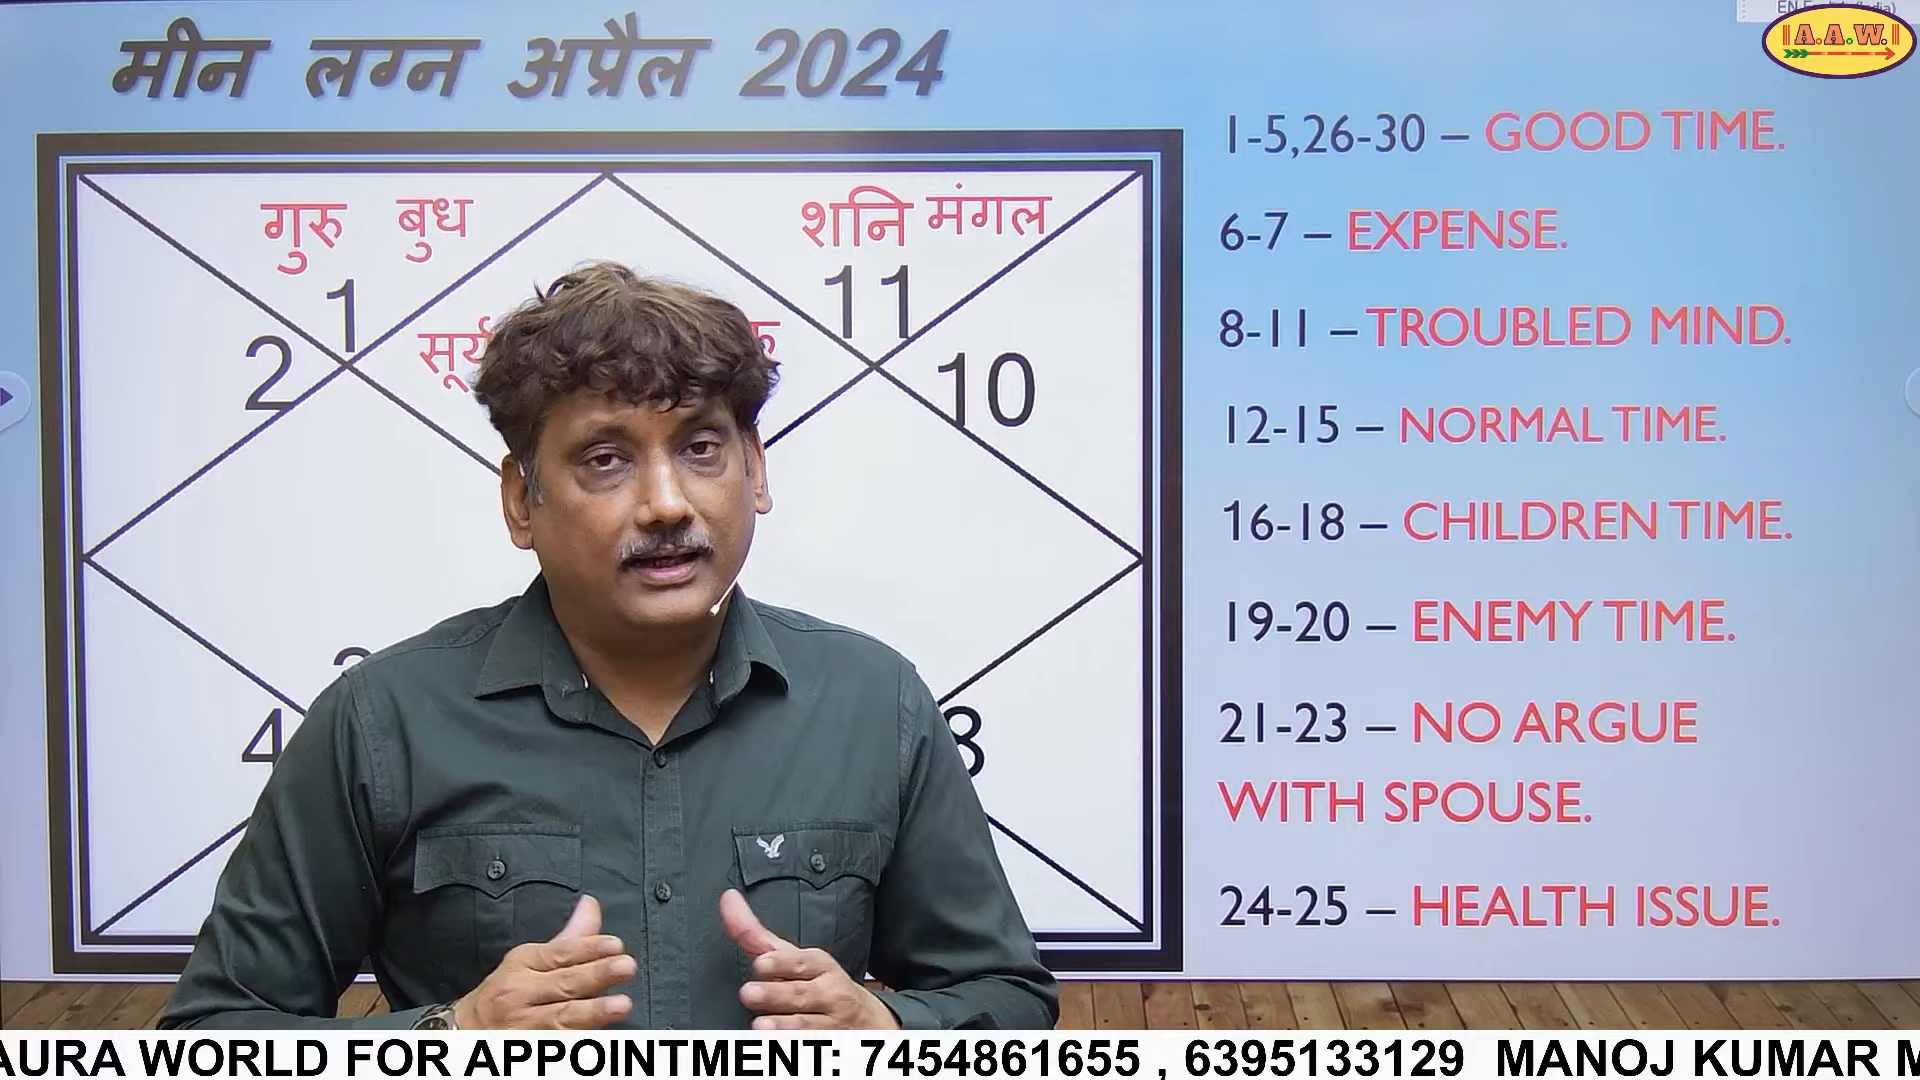 मीन लग्न अप्रैल 2024
A.A.W.
1-5,26-30 – GOOD TIME.
6-7 – EXPENSE.
8-11 – TROUBLED MIND.
12-15 – NORMAL TIME.
16-18 – CHILDREN TIME.
19-20 – ENEMY TIME.
21-23 – NO ARGUE
WITH SPOUSE.
24-25 – HEALTH ISSUE.
गुरु बुध
शनि मंगल
1
11
सूर्य
2
10
4
8
AURA WORLD FOR APPOINTMENT: 7454861655 , 6395133129 MANOJ KUMAR